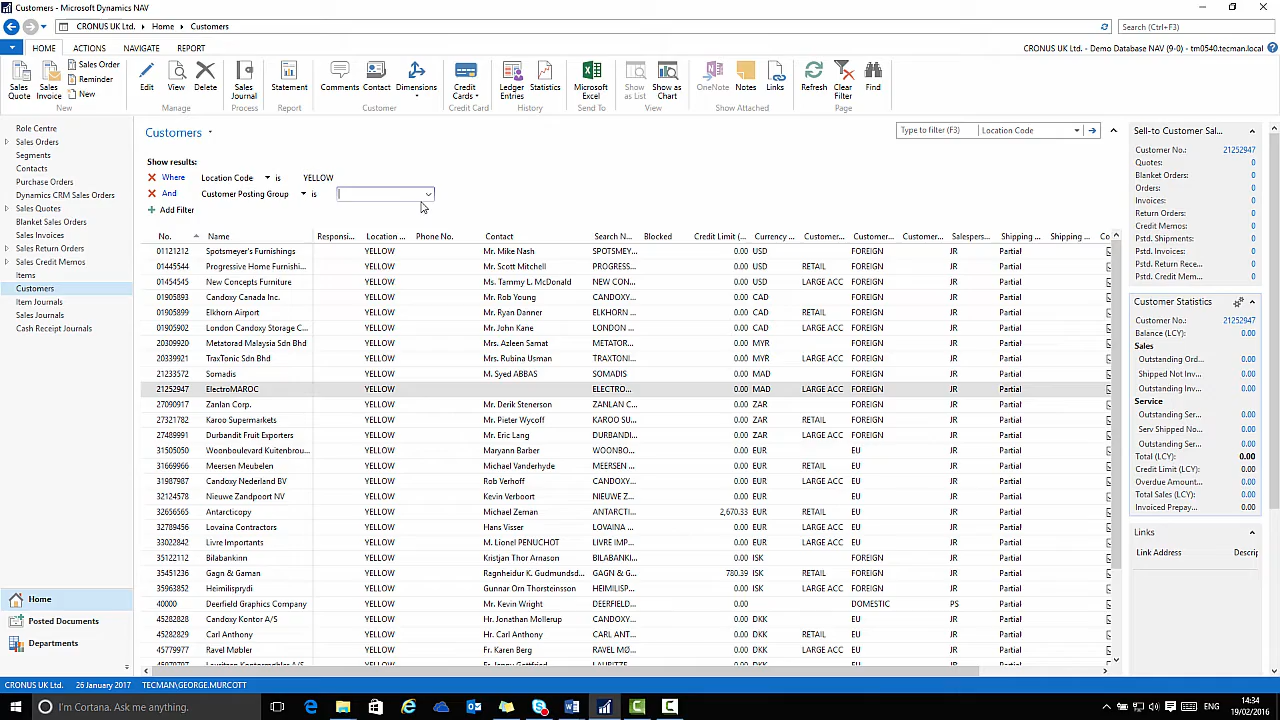 Customers - Microsoft Dynamics NAV
CRONUS UK Ltd. Home Customers
Search (Ctrl+F3)
HOME ACTIONS NAVIGATE REPORT
CRONUS UK Ltd. - Demo Database NAV (9-0) - tm0540.tecman.local
Sales Quote
Sales Invoice
Sales Order
Reminder
New
Edit
View
Delete
Sales Journal
Statement
Comments
Contact
Dimensions
Credit Cards
Ledger Entries
Statistics
Microsoft Excel
Show as List
Show as Chart
OneNote
Notes
Links
Refresh
Clear Filter
Find
New Manage Process Report Customer Credit Card History Send To View Show Attached Page
Role Centre
Sales Orders
Segments
Contacts
Purchase Orders
Dynamics CRM Sales Orders
Sales Quotes
Blanket Sales Orders
Sales Invoices
Sales Return Orders
Sales Credit Memos
Items
Customers
Item Journals
Sales Journals
Cash Receipt Journals
Home
Posted Documents
Departments
Customers
Type to filter (F3) Location Code
Show results:
Where Location Code is YELLOW
And Customer Posting Group is
Add Filter
No. Name Responsi... Location ... Phone No. Contact Search N... Blocked Credit Limit (... Currency ... Customer... Customer... Customer... Salespers... Shipping ... Shipping ... Co
01121212 Spotsmeyer's Furnishings YELLOW Mr. Mike Nash SPOTSMEY... 0.00 USD FOREIGN JR Partial
01445544 Progressive Home Furnishi... YELLOW Mr. Scott Mitchell PROGRESS... 0.00 USD RETAIL FOREIGN JR Partial
01454545 New Concepts Furniture YELLOW Ms. Tammy L. McDonald NEW CON... 0.00 USD LARGE ACC FOREIGN JR Partial
01905893 Candoxy Canada Inc. YELLOW Mr. Rob Young CANDOXY... 0.00 CAD FOREIGN JR Partial
01905899 Elkhorn Airport YELLOW Mr. Ryan Danner ELKHORN ... 0.00 CAD RETAIL FOREIGN JR Partial
01905902 London Candoxy Storage C... YELLOW Mr. John Kane LONDON ... 0.00 CAD LARGE ACC FOREIGN JR Partial
20309920 Metatorad Malaysia Sdn Bhd YELLOW Mrs. Azleen Samat METATOR... 0.00 MYR FOREIGN JR Partial
20339921 TraxTonic Sdn Bhd YELLOW Mrs. Rubina Usman TRAXTONI... 0.00 MYR RETAIL FOREIGN JR Partial
21233572 Somadis YELLOW M. Syed ABBAS SOMADIS 0.00 MAD FOREIGN JR Partial
21252947 ElectroMAROC YELLOW ELECTRO... 0.00 MAD LARGE ACC FOREIGN JR Partial
27090917 Zanlan Corp. YELLOW Mr. Derik Stenerson ZANLAN C... 0.00 ZAR FOREIGN JR Partial
27321782 Karoo Supermarkets YELLOW Mr. Pieter Wycoff KAROO SU... 0.00 ZAR RETAIL FOREIGN JR Partial
27489991 Durbandit Fruit Exporters YELLOW Mr. Eric Lang DURBANDI... 0.00 ZAR LARGE ACC FOREIGN JR Partial
31505050 Woonboulevard Kuitenbrou... YELLOW Maryann Barber WOONBO... 0.00 EUR EU JR Partial
31669966 Meersen Meubelen YELLOW Michael Vanderhyde MEERSEN ... 0.00 EUR RETAIL EU JR Partial
31987987 Candoxy Nederland BV YELLOW Rob Verhoff CANDOXY... 0.00 EUR LARGE ACC EU JR Partial
32124578 Nieuwe Zandpoort NV YELLOW Kevin Verboort NIEUWE Z... 0.00 EUR EU JR Partial
32656565 Antarcticopy YELLOW Michael Zeman ANTARCTI... 2,670.33 EUR RETAIL EU JR Partial
32789456 Lovaina Contractors YELLOW Hans Visser LOVAINA ... 0.00 EUR LARGE ACC EU JR Partial
33022842 Livre Importants YELLOW M. Lionel PENUCHOT LIVRE IMP... 0.00 EUR LARGE ACC EU JR Partial
35122112 Bilabankinn YELLOW Kristjan Thor Arnason BILABANK... 0.00 ISK FOREIGN JR Partial
35451236 Gagn & Gaman YELLOW Ragnheidur K. Gudmundsd... GAGN & G... 780.39 ISK RETAIL FOREIGN JR Partial
35963852 Heimilisprydi YELLOW Gunnar Orn Thorsteinsson HEIMILISP... 0.00 ISK LARGE ACC FOREIGN JR Partial
40000 Deerfield Graphics Company YELLOW Mr. Kevin Wright DEERFIELD... 0.00 DOMESTIC PS Partial
45282828 Candoxy Kontor A/S YELLOW Hr. Jonathan Mollerup CANDOXY... 0.00 DKK EU JR Partial
45282829 Carl Anthony YELLOW Hr. Carl Anthony CARL ANT... 0.00 DKK RETAIL EU JR Partial
45779977 Ravel Møbler YELLOW Fr. Karen Berg RAVEL MØ... 0.00 DKK LARGE ACC EU JR Partial
Sell-to Customer Sal...
Customer No.: 21252947
Quotes: 0
Blanket Orders: 0
Orders: 0
Invoices: 0
Return Orders: 0
Credit Memos: 0
Pstd. Shipments: 0
Pstd. Invoices: 0
Pstd. Return Rece... 0
Pstd. Credit Mem... 0
Customer Statistics
Customer No.: 21252947
Balance (LCY): 0.00
Sales
Outstanding Ord... 0.00
Shipped Not Inv... 0.00
Outstanding Inv... 0.00
Service
Outstanding Ser... 0.00
Serv Shipped No... 0.00
Outstanding Ser... 0.00
Total (LCY): 0.00
Credit Limit (LCY): 0.00
Overdue Amount... 0.00
Total Sales (LCY): 0.00
Invoiced Prepay... 0.00
Links
Link Address Descrip
CRONUS UK Ltd. 26 January 2017 TECMAN\GEORGE.MURCOTT
I'm Cortana. Ask me anything.
ENG
14:34
19/02/2016